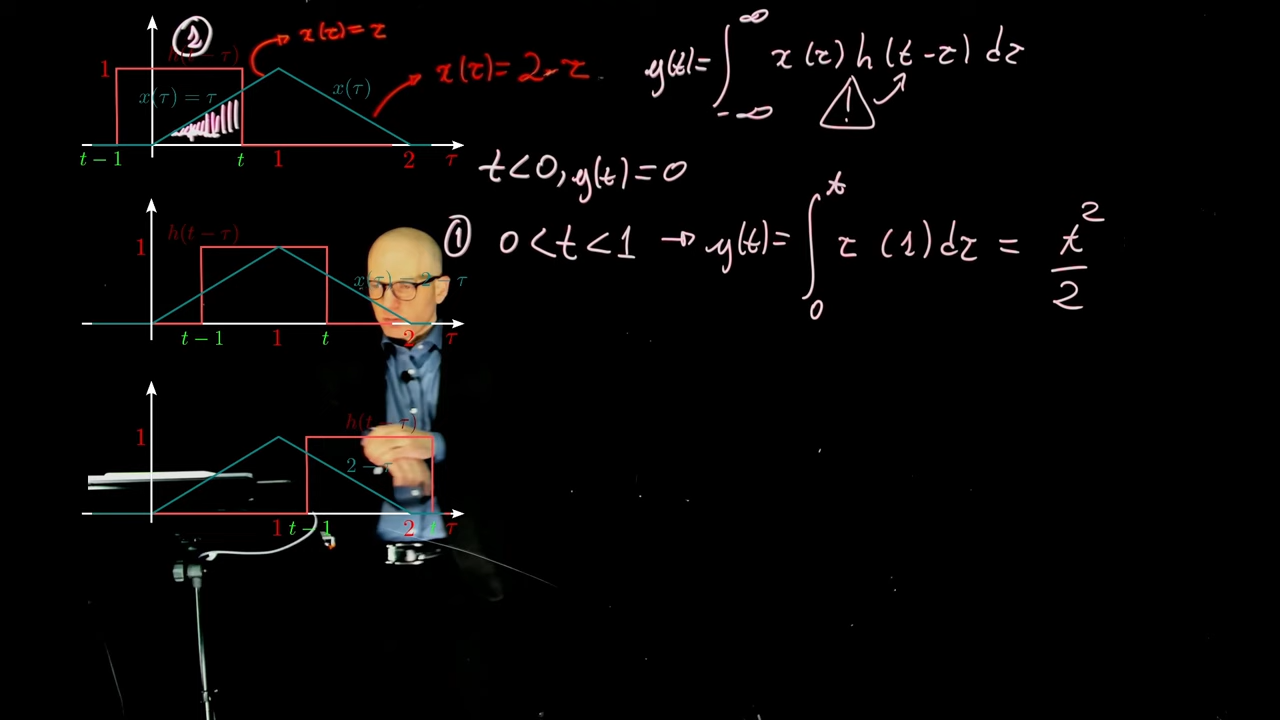 ① h(t − τ) x(τ) = τ
1 x(τ) = τ x(τ)
x(τ) = 2 - τ
t − 1 t 1 2 τ
y(t) = ∫_{-∞}^{∞} x(τ) h(t - τ) dτ
!
t < 0, y(t) = 0
① 0 < t < 1 → y(t) = ∫_0^t τ (1) dτ = t²/2
h(t − τ)
1 x(τ) = 2 − τ
t − 1 1 t 2 τ
h(t − τ)
1
2 − τ
1 t − 1 2 t τ